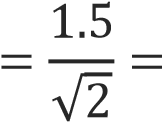 = 1.5/√2 =